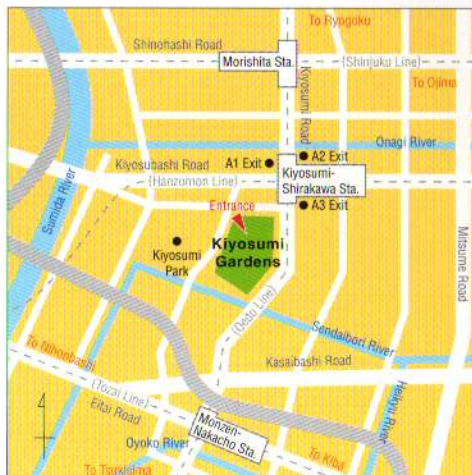 To Ryogoku
Shinohashi Road
Morishita Sta.
(Shinjuku Line)
Kiyosumi Road
To Ojima
Onagi River
A1 Exit
A2 Exit
Kiyosubashi Road
Kiyosumi-
Shirakawa Sta.
(Hanzomon Line)
Sumida River
Entrance
A3 Exit
Kiyosumi
Park
Kiyosumi
Gardens
Mitsume Road
(Oedo Line)
Sendaibori River
To Nihonbashi
Kasaibashi Road
(Tozai Line)
Eitai Road
Heikyu River
Monzen-
Nakacho Sta.
Oyoko River
To Kiba
To Tsukishima